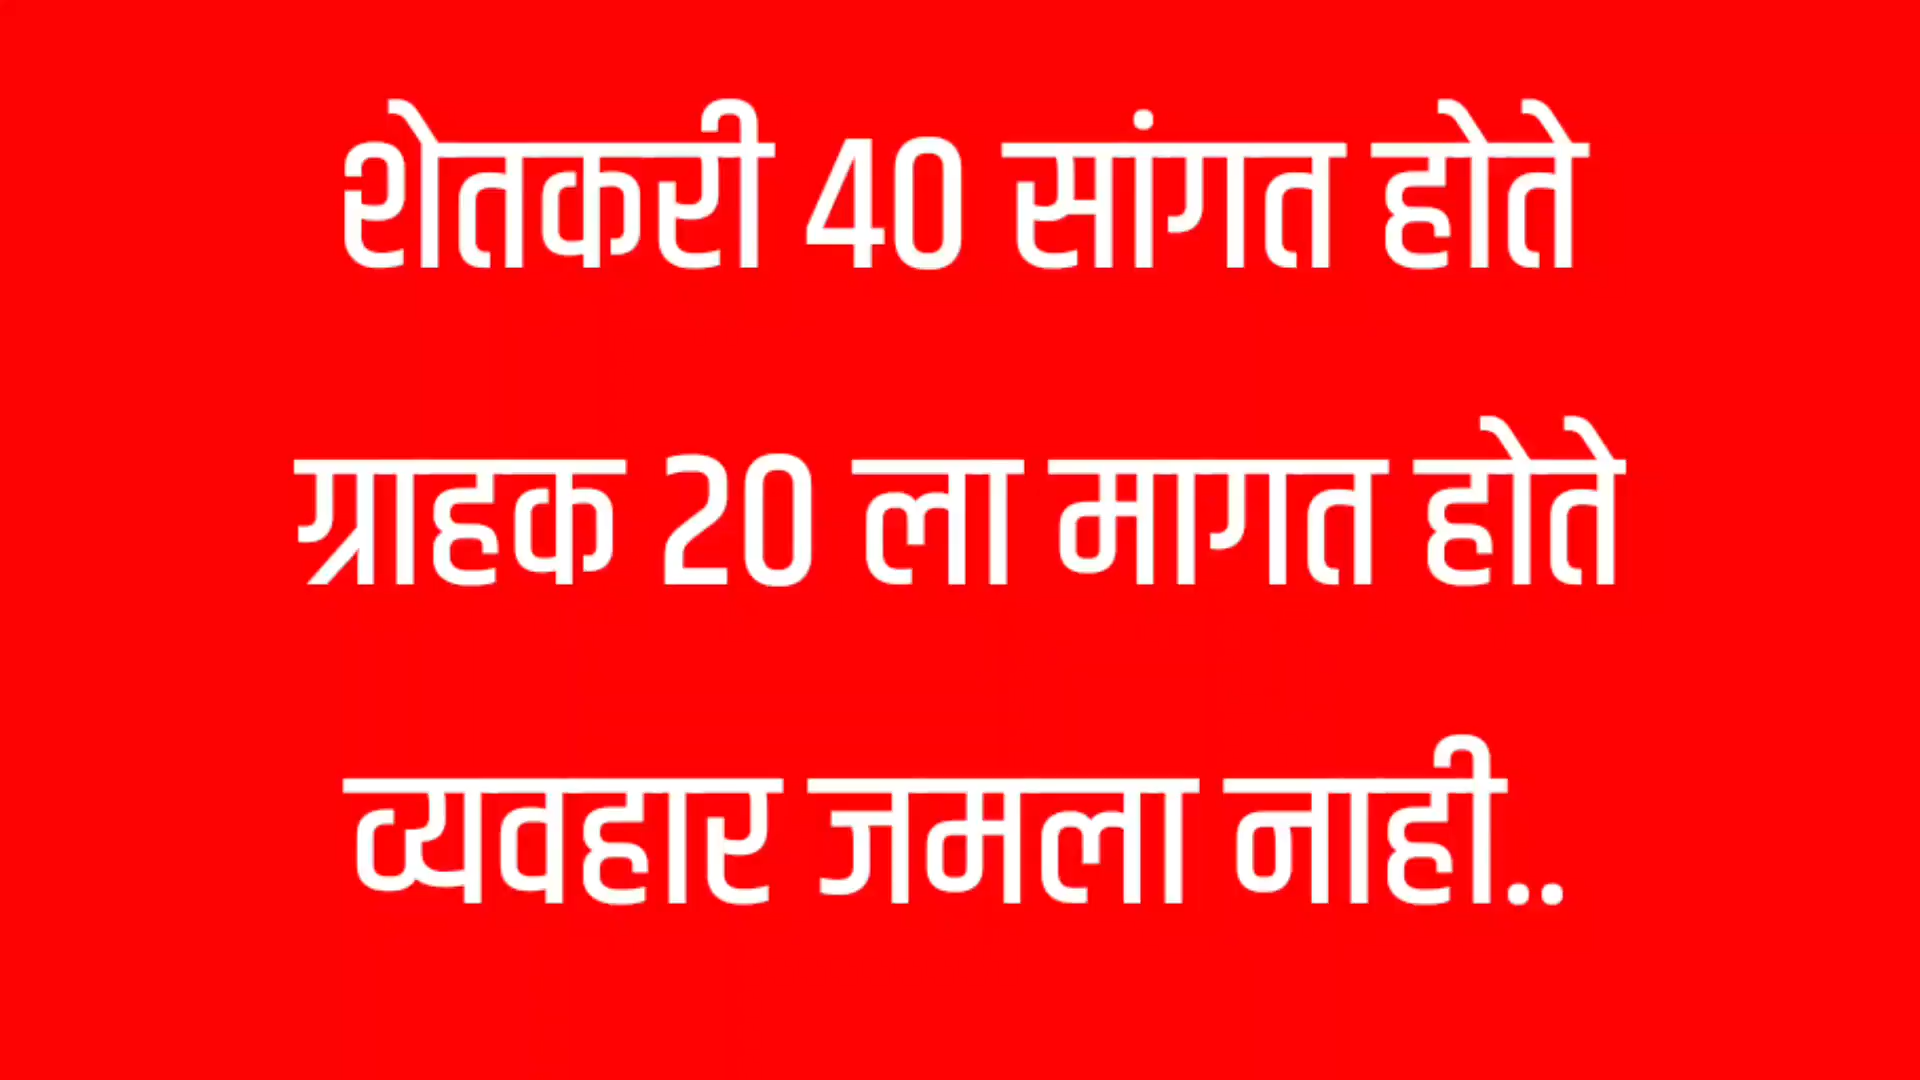 शेतकरी 40 सांगत होते
ग्राहक 20 ला मागत होते
व्यवहार जमला नाही..